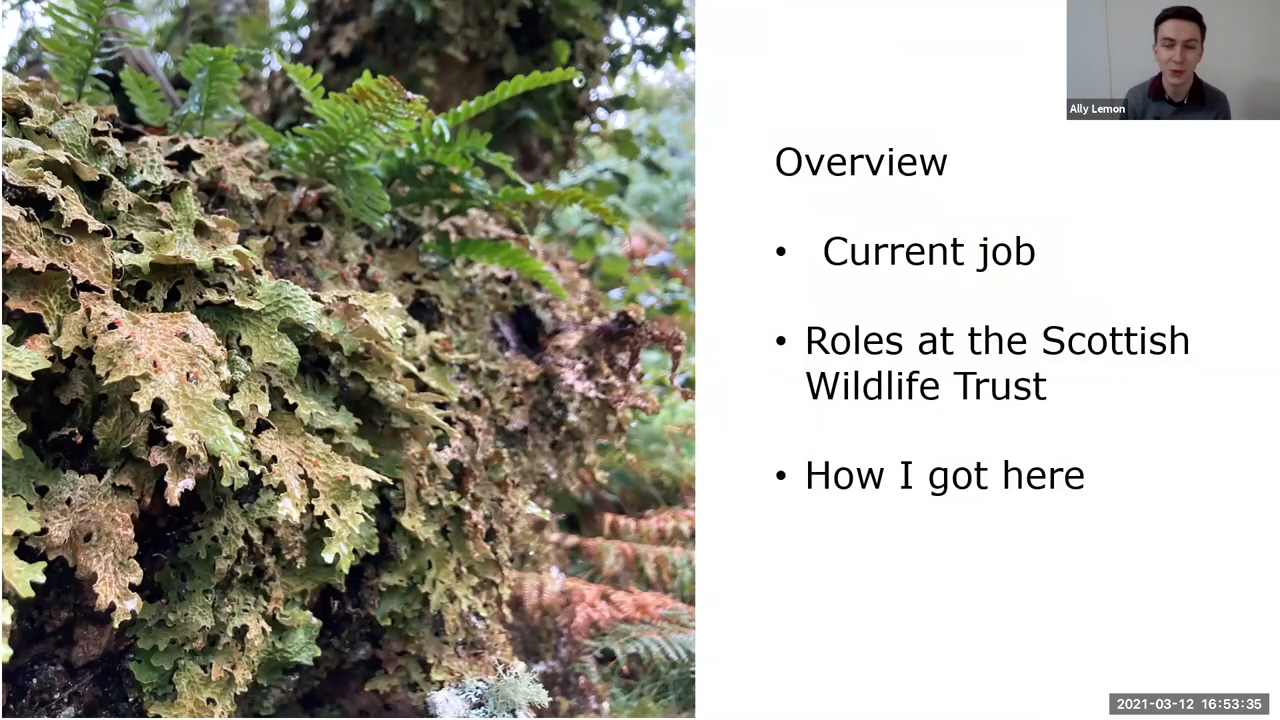 Ally Lemon
Overview
• Current job
• Roles at the Scottish
Wildlife Trust
• How I got here
2021-03-12 16:53:35